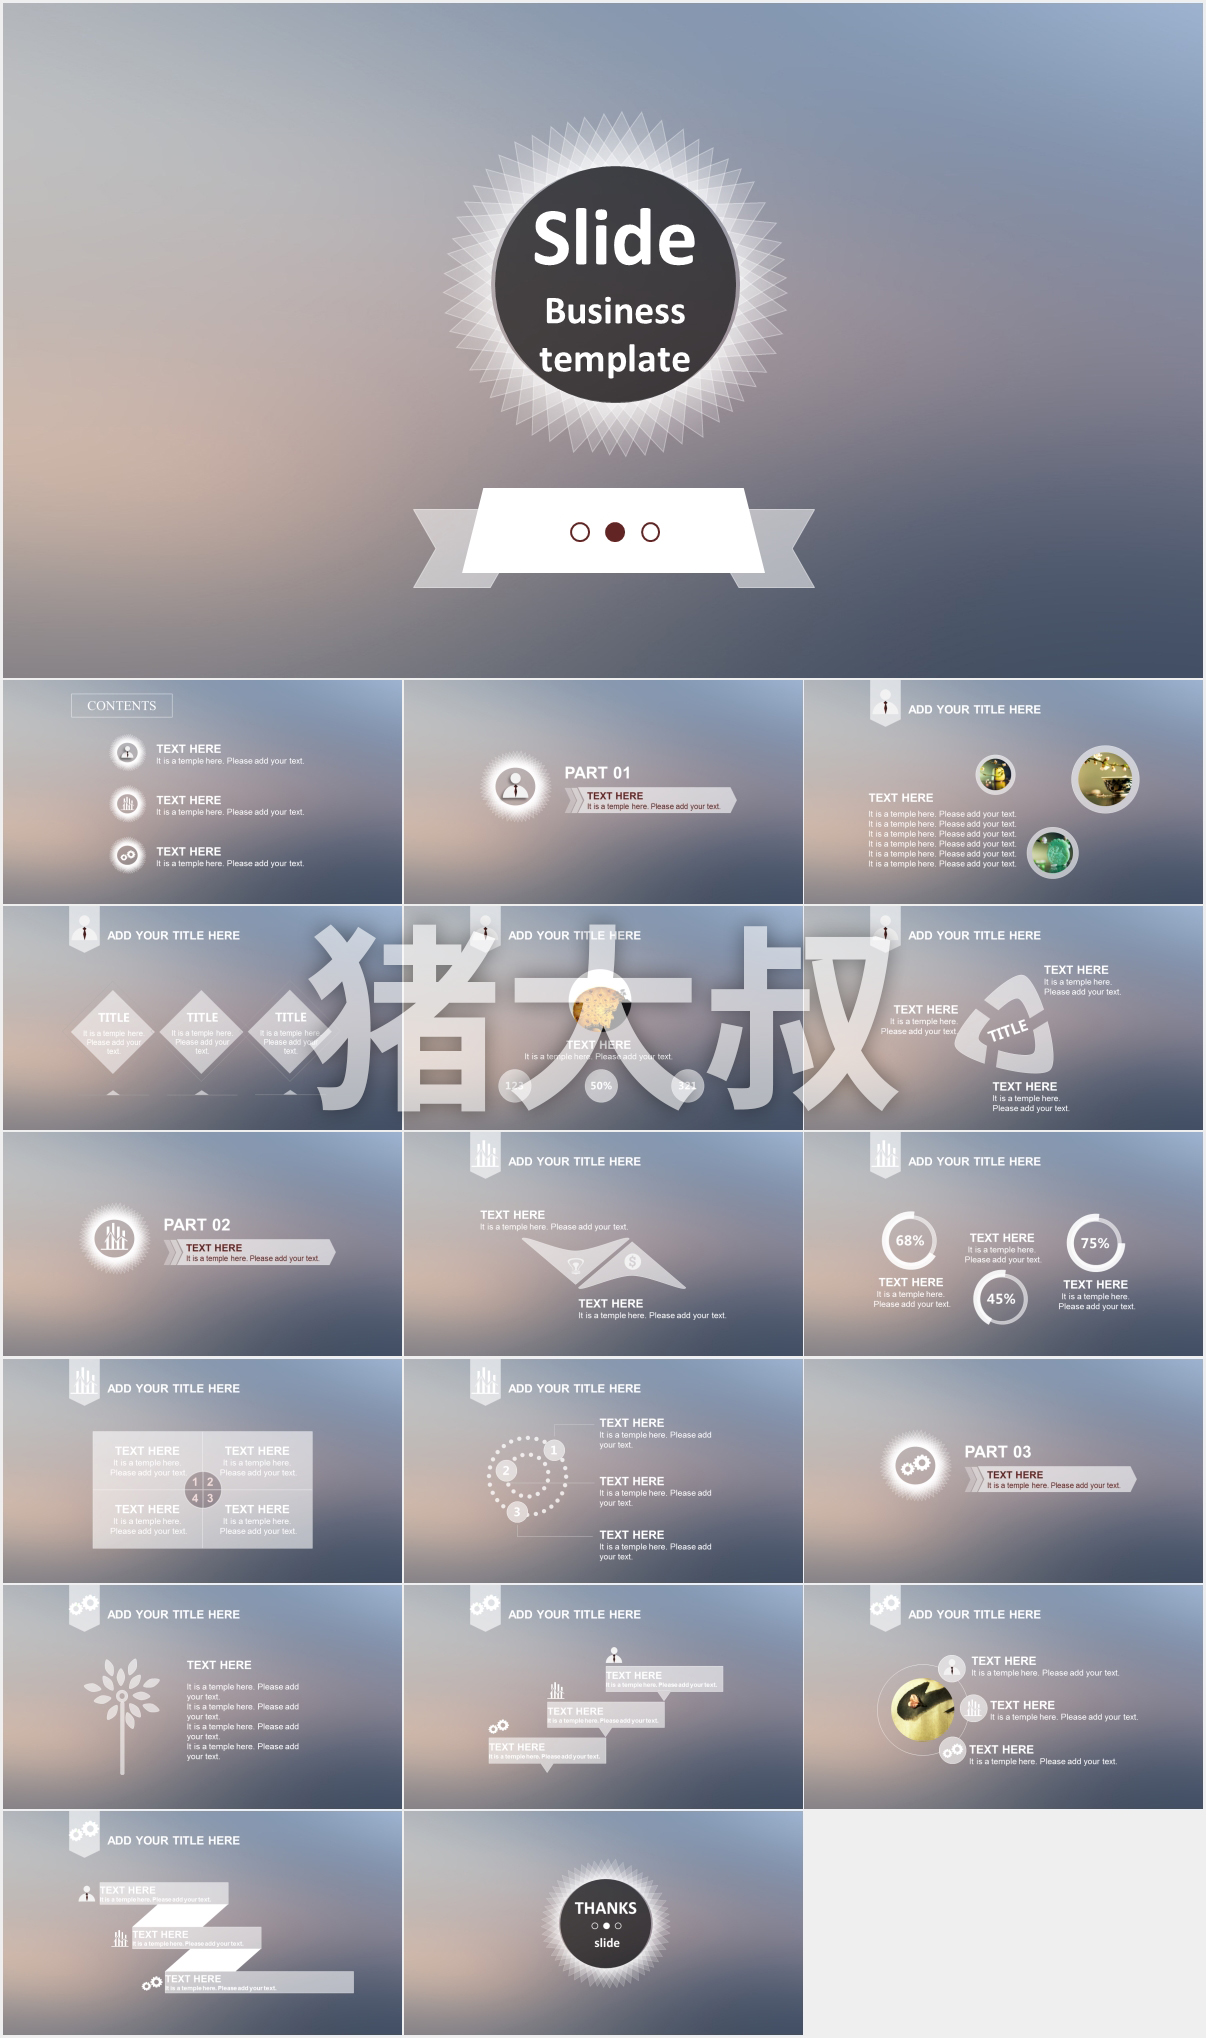 Slide
Business
template
CONTENTS
TEXT HERE
It is a temple here. Please add your text.
TEXT HERE
It is a temple here. Please add your text.
TEXT HERE
It is a temple here. Please add your text.
PART 01
TEXT HERE
It is a temple here. Please add your text.
ADD YOUR TITLE HERE
TEXT HERE
It is a temple here. Please add your text.
It is a temple here. Please add your text.
It is a temple here. Please add your text.
It is a temple here. Please add your text.
It is a temple here. Please add your text.
It is a temple here. Please add your text.
猪大叔
ADD YOUR TITLE HERE
TITLE
It is a temple here.
Please add your
text.
TITLE
It is a temple here.
Please add your
text.
TITLE
It is a temple here.
Please add your
text.
ADD YOUR TITLE HERE
TEXT HERE
It is a temple here. Please add your text.
123
50%
321
ADD YOUR TITLE HERE
TEXT HERE
It is a temple here.
Please add your text.
TEXT HERE
It is a temple here.
Please add your text.
TITLE
TEXT HERE
It is a temple here.
Please add your text.
PART 02
TEXT HERE
It is a temple here. Please add your text.
ADD YOUR TITLE HERE
TEXT HERE
It is a temple here. Please add your text.
TEXT HERE
It is a temple here. Please add your text.
ADD YOUR TITLE HERE
68%
TEXT HERE
It is a temple here.
Please add your text.
TEXT HERE
It is a temple here.
Please add your text.
45%
75%
TEXT HERE
It is a temple here.
Please add your text.
ADD YOUR TITLE HERE
TEXT HERE
It is a temple here.
Please add your text.
TEXT HERE
It is a temple here.
Please add your text.
1 2
4 3
TEXT HERE
It is a temple here.
Please add your text.
TEXT HERE
It is a temple here.
Please add your text.
ADD YOUR TITLE HERE
1
TEXT HERE
It is a temple here. Please add
your text.
2
TEXT HERE
It is a temple here. Please add
your text.
3
TEXT HERE
It is a temple here. Please add
your text.
PART 03
TEXT HERE
It is a temple here. Please add your text.
ADD YOUR TITLE HERE
TEXT HERE
It is a temple here. Please add
your text.
It is a temple here. Please add
your text.
It is a temple here. Please add
your text.
It is a temple here. Please add
your text.
ADD YOUR TITLE HERE
TEXT HERE
It is a temple here. Please add your text.
TEXT HERE
It is a temple here. Please add your text.
TEXT HERE
It is a temple here. Please add your text.
ADD YOUR TITLE HERE
TEXT HERE
It is a temple here. Please add your text.
TEXT HERE
It is a temple here. Please add your text.
TEXT HERE
It is a temple here. Please add your text.
ADD YOUR TITLE HERE
TEXT HERE
It is a temple here. Please add your text.
TEXT HERE
It is a temple here. Please add your text.
TEXT HERE
It is a temple here. Please add your text.
THANKS
slide